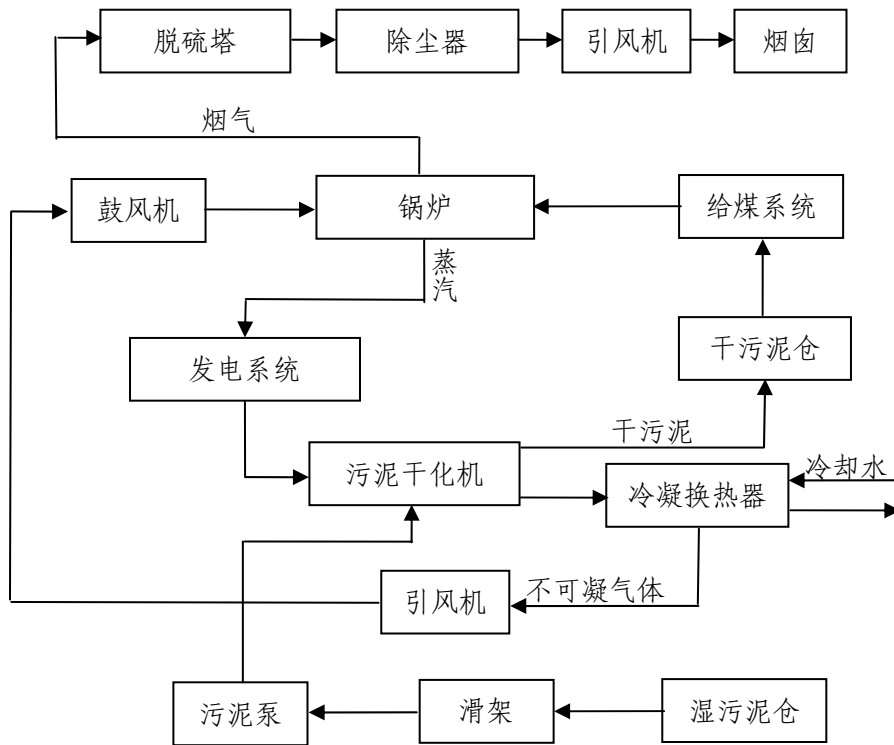 脱硫塔
除尘器
引风机
烟囱
烟气
鼓风机
锅炉
给煤系统
蒸
汽
发电系统
干污泥仓
干污泥
污泥干化机
冷凝换热器
冷却水
引风机
不可凝气体
污泥泵
滑架
湿污泥仓